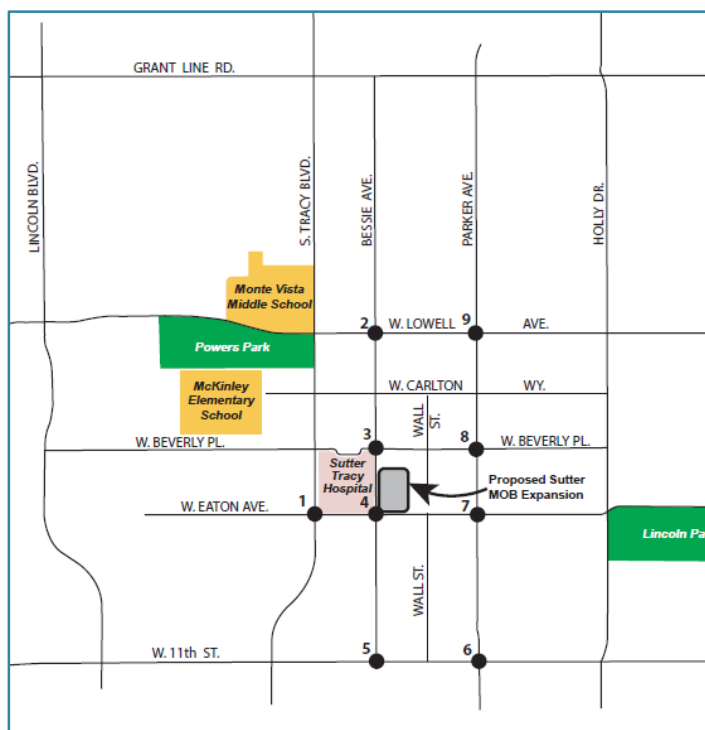 GRANT LINE RD.
LINCOLN BLVD.
S. TRACY BLVD.
BESSIE AVE.
PARKER AVE.
HOLLY DR.
Monte Vista
Middle School
2
W. LOWELL
9
AVE.
Powers Park
McKinley
Elementary
School
W. CARLTON
WY.
WALL
ST.
3
8
W. BEVERLY PL.
W. BEVERLY PL.
Sutter
Tracy
Hospital
Proposed Sutter
MOB Expansion
W. EATON AVE.
1
4
7
Lincoln Pa
WALL ST.
5
6
W. 11th ST.